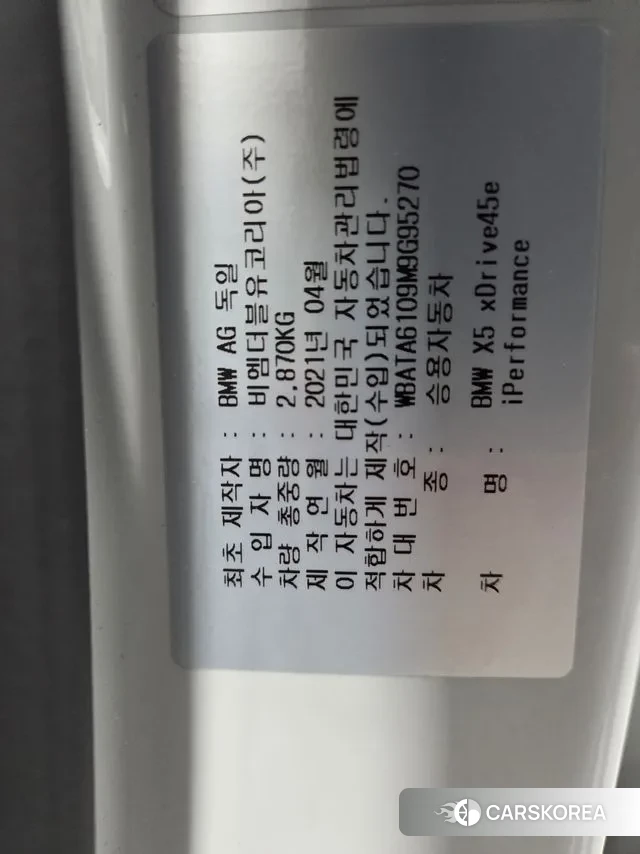 최초 제작자 : BMW AG 독일
수 입 자 명 : 비엠더블유코리아(주)
차량 총중량 : 2,870KG
제 작 연 월 : 2021년 04월
이 자동차는 대한민국 자동차관리법령에
적합하게 제작(수입)되었습니다.
차 대 번 호 : WBATA6109M9G95270
차 종 : 승용자동차
차 명 : BMW X5 xDrive45e
iPerformance
CARSKOREA